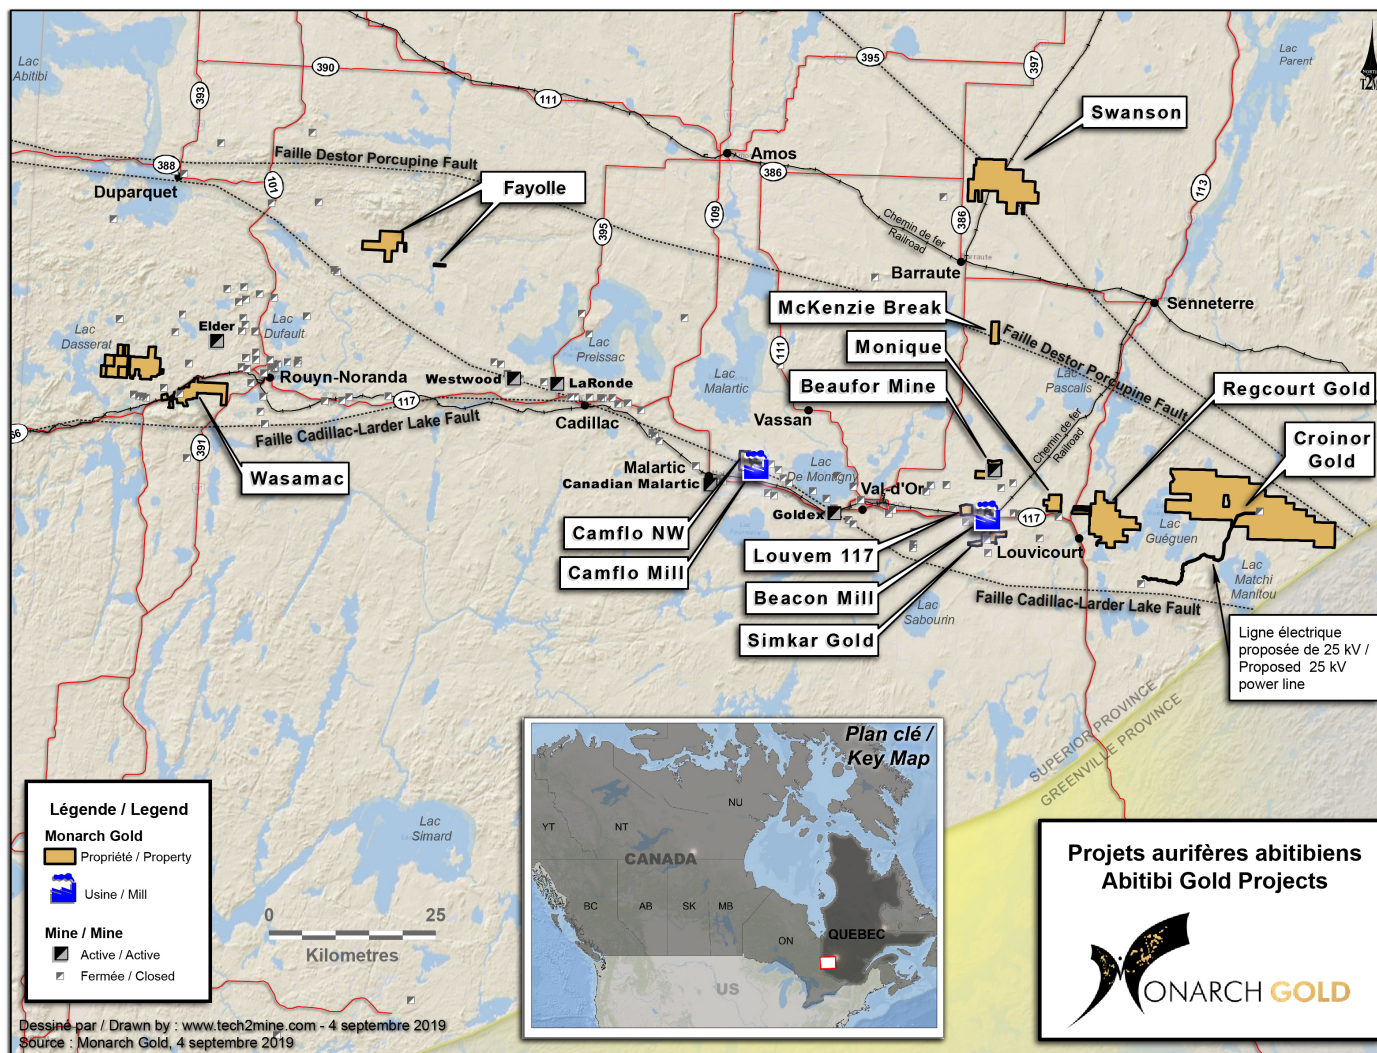 Lac
Abitibi
390
393
111
395
397
Lac
Parent
Swanson
388
Faille Destor Porcupine Fault
Amos
386
Duparquet
101
Fayolle
113
109
395
386
Chemin de fer
Railroad
Barraute
Lac
Malartic
McKenzie Break
Senneterre
Elder
Lac
Dufault
Lac
Dasserat
Lac
Preissac
Monique
Faille Destor Porcupine Fault
111
Lac
Malartic
Beaufor Mine
Lac
Pascalis
Regcourt Gold
Rouyn-Noranda
Westwood
LaRonde
117
Cadillac
Vassan
Faille Cadillac-Larder Lake Fault
391
Wasamac
Chemin de fer
Railroad
Croinor
Gold
Malartic
Canadian Malartic
Lac
De Montigny
Val-d'Or
Goldex
117
Camflo NW
Camflo Mill
Louvem 117
Louvicourt
Lac
Guéguen
Beacon Mill
Lac
Sabourin
Simkar Gold
Faille Cadillac-Larder Lake Fault
Lac
Matchi
Manitou
Ligne électrique
proposée de 25 kV /
Proposed 25 kV
power line
SUPERIOR PROVINCE
GREENVILLE PROVINCE
Plan clé /
Key Map
YT
NT
NU
CANADA
BC
AB
SK
MB
ON
QUEBEC
US
Lac
Simard
Légende / Legend
Monarch Gold
Propriété / Property
Usine / Mill
Mine / Mine
Active / Active
Fermée / Closed
0 25
Kilometres
Projets aurifères abitibiens
Abitibi Gold Projects
MONARCH GOLD
Dessiné par / Drawn by : www.tech2mine.com - 4 septembre 2019
Source : Monarch Gold, 4 septembre 2019